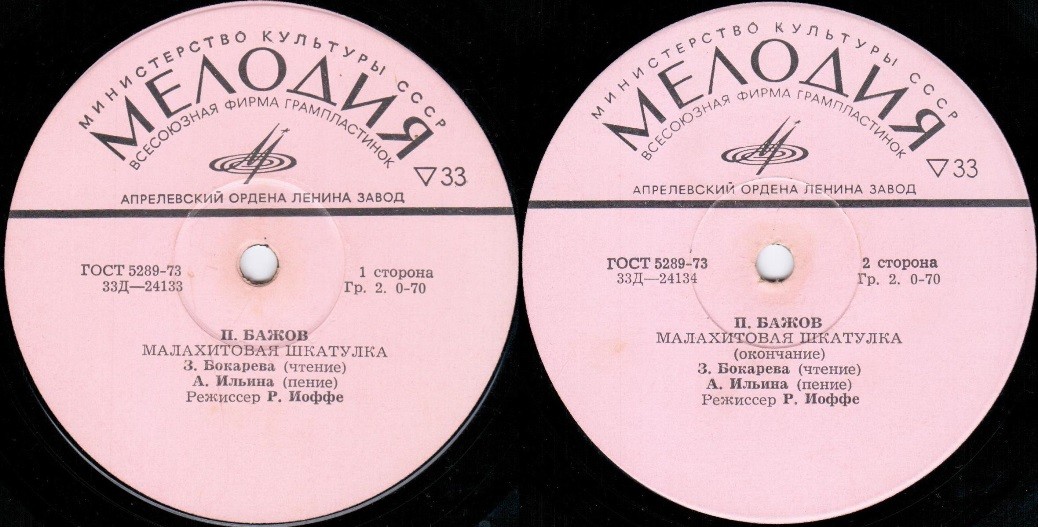 МИНИСТЕРСТВО КУЛЬТУРЫ СССР
МЕЛОДИЯ
ВСЕСОЮЗНАЯ ФИРМА ГРАМПЛАСТИНОК
▽33
АПРЕЛЕВСКИЙ ОРДЕНА ЛЕНИНА ЗАВОД
ГОСТ 5289-73
33Д—24133
1 сторона
Гр. 2. 0-70
П. БАЖОВ
МАЛАХИТОВАЯ ШКАТУЛКА
З. Бокарева (чтение)
А. Ильина (пение)
Режиссер Р. Иоффе
МИНИСТЕРСТВО КУЛЬТУРЫ СССР
МЕЛОДИЯ
ВСЕСОЮЗНАЯ ФИРМА ГРАМПЛАСТИНОК
▽33
АПРЕЛЕВСКИЙ ОРДЕНА ЛЕНИНА ЗАВОД
ГОСТ 5289-73
33Д—24134
2 сторона
Гр. 2. 0-70
П. БАЖОВ
МАЛАХИТОВАЯ ШКАТУЛКА
(окончание)
З. Бокарева (чтение)
А. Ильина (пение)
Режиссер Р. Иоффе